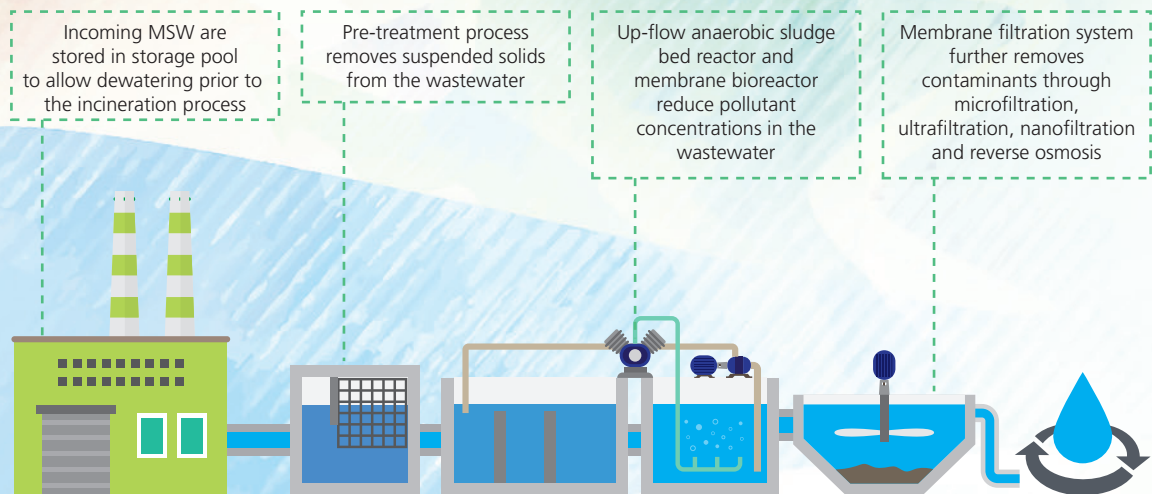 Incoming MSW are
stored in storage pool
to allow dewatering prior to
the incineration process
Pre-treatment process
removes suspended solids
from the wastewater
Up-flow anaerobic sludge
bed reactor and
membrane bioreactor
reduce pollutant
concentrations in the
wastewater
Membrane filtration system
further removes
contaminants through
microfiltration,
ultrafiltration, nanofiltration
and reverse osmosis